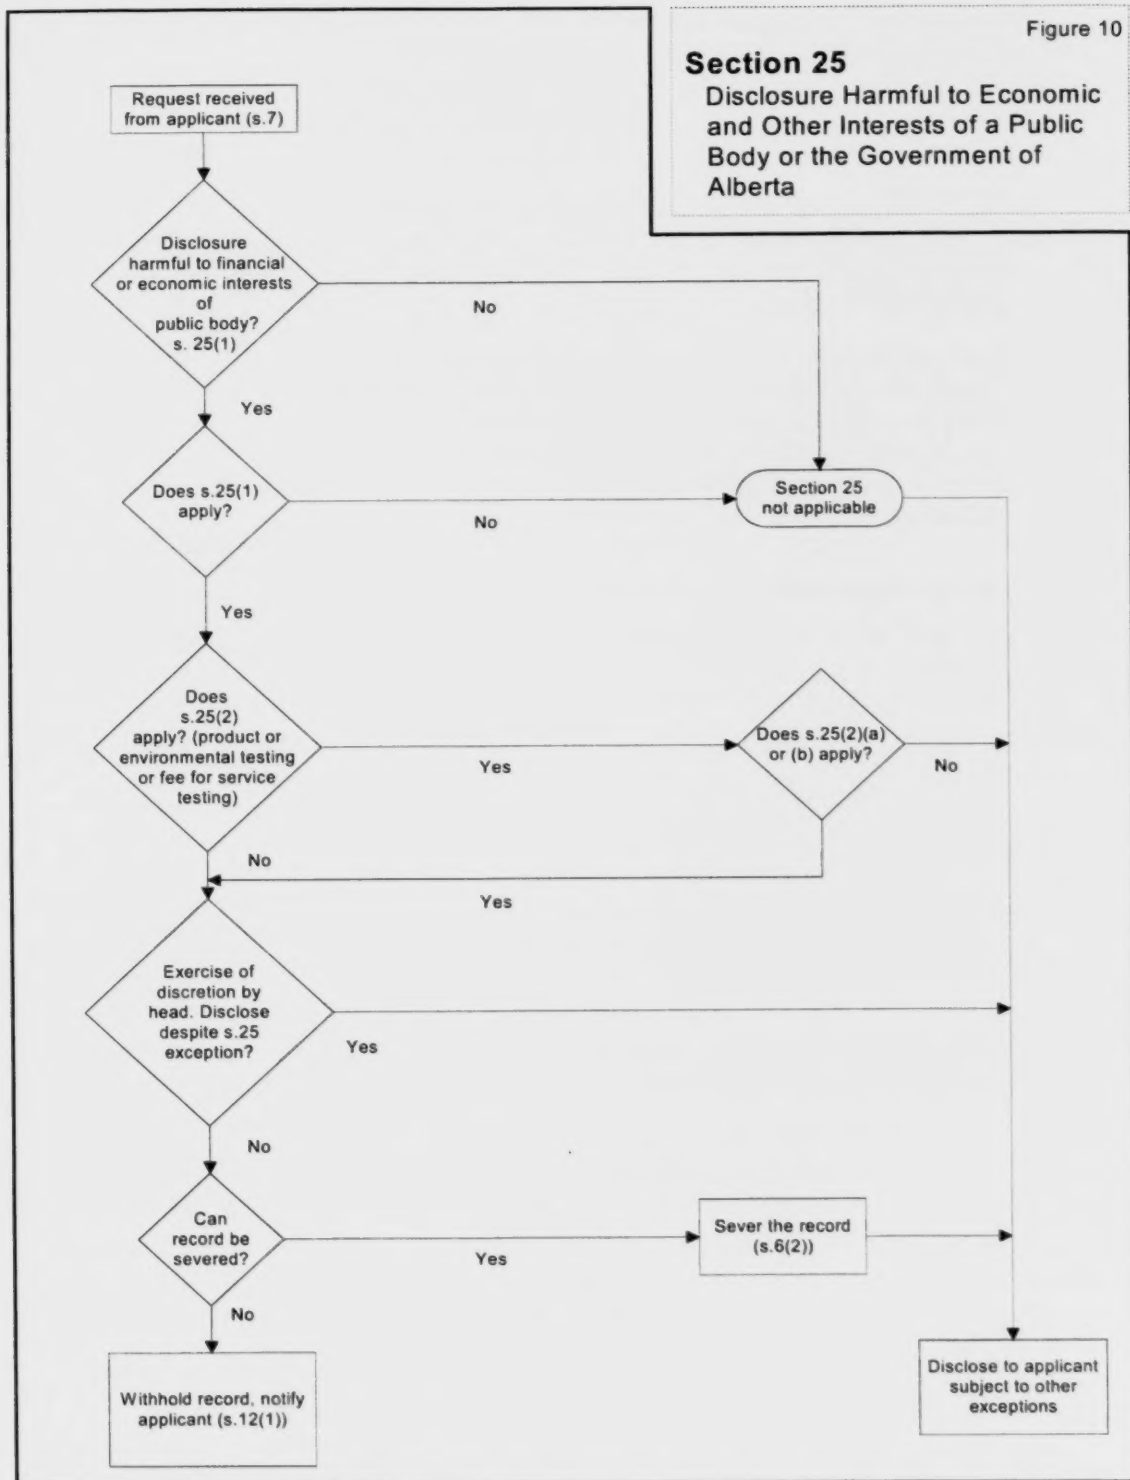 Figure 10
Section 25
Disclosure Harmful to Economic
and Other Interests of a Public
Body or the Government of
Alberta
Request received
from applicant (s.7)
Disclosure
harmful to financial
or economic interests
of
public body?
s. 25(1)
No
Yes
Does s.25(1)
apply?
No
Section 25
not applicable
Yes
Does
s.25(2)
apply? (product or
environmental testing
or fee for service
testing)
Yes
Does s.25(2)(a)
or (b) apply?
No
No
Yes
Exercise of
discretion by
head. Disclose
despite s.25
exception?
Yes
No
Can
record be
severed?
Yes
Sever the record
(s.6(2))
No
Withhold record, notify
applicant (s.12(1))
Disclose to applicant
subject to other
exceptions